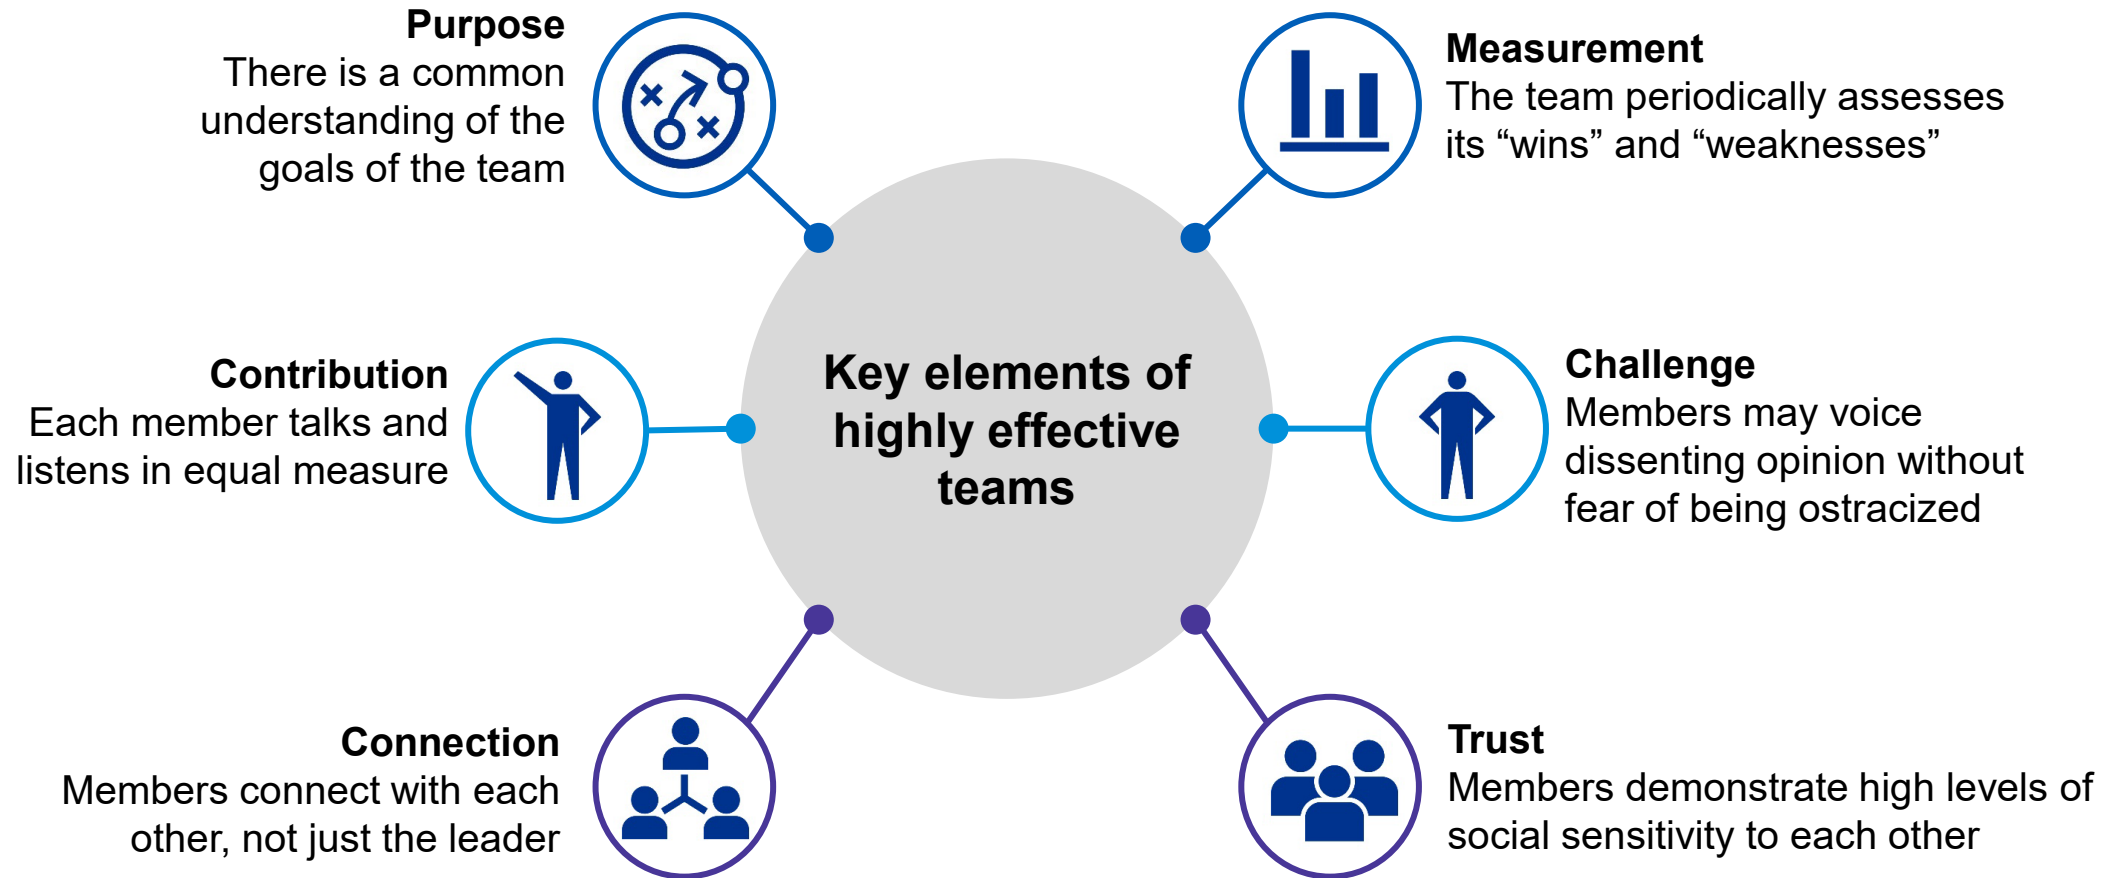 Purpose
There is a common
understanding of the
goals of the team
Measurement
The team periodically assesses
its “wins” and “weaknesses”
Contribution
Each member talks and
listens in equal measure
Key elements of
highly effective
teams
Challenge
Members may voice
dissenting opinion without
fear of being ostracized
Connection
Members connect with each
other, not just the leader
Trust
Members demonstrate high levels of
social sensitivity to each other